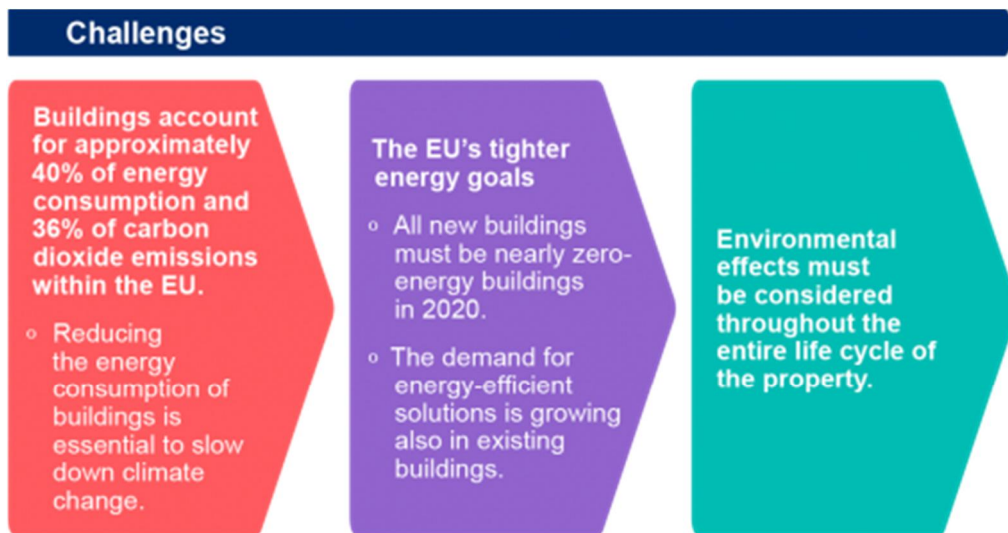 Challenges
Buildings account
for approximately
40% of energy
consumption and
36% of carbon
dioxide emissions
within the EU.
o Reducing
the energy
consumption of
buildings is
essential to slow
down climate
change.
The EU's tighter
energy goals
o All new buildings
must be nearly zero-
energy buildings
in 2020.
o The demand for
energy-efficient
solutions is growing
also in existing
buildings.
Environmental
effects must
be considered
throughout the
entire life cycle of
the property.